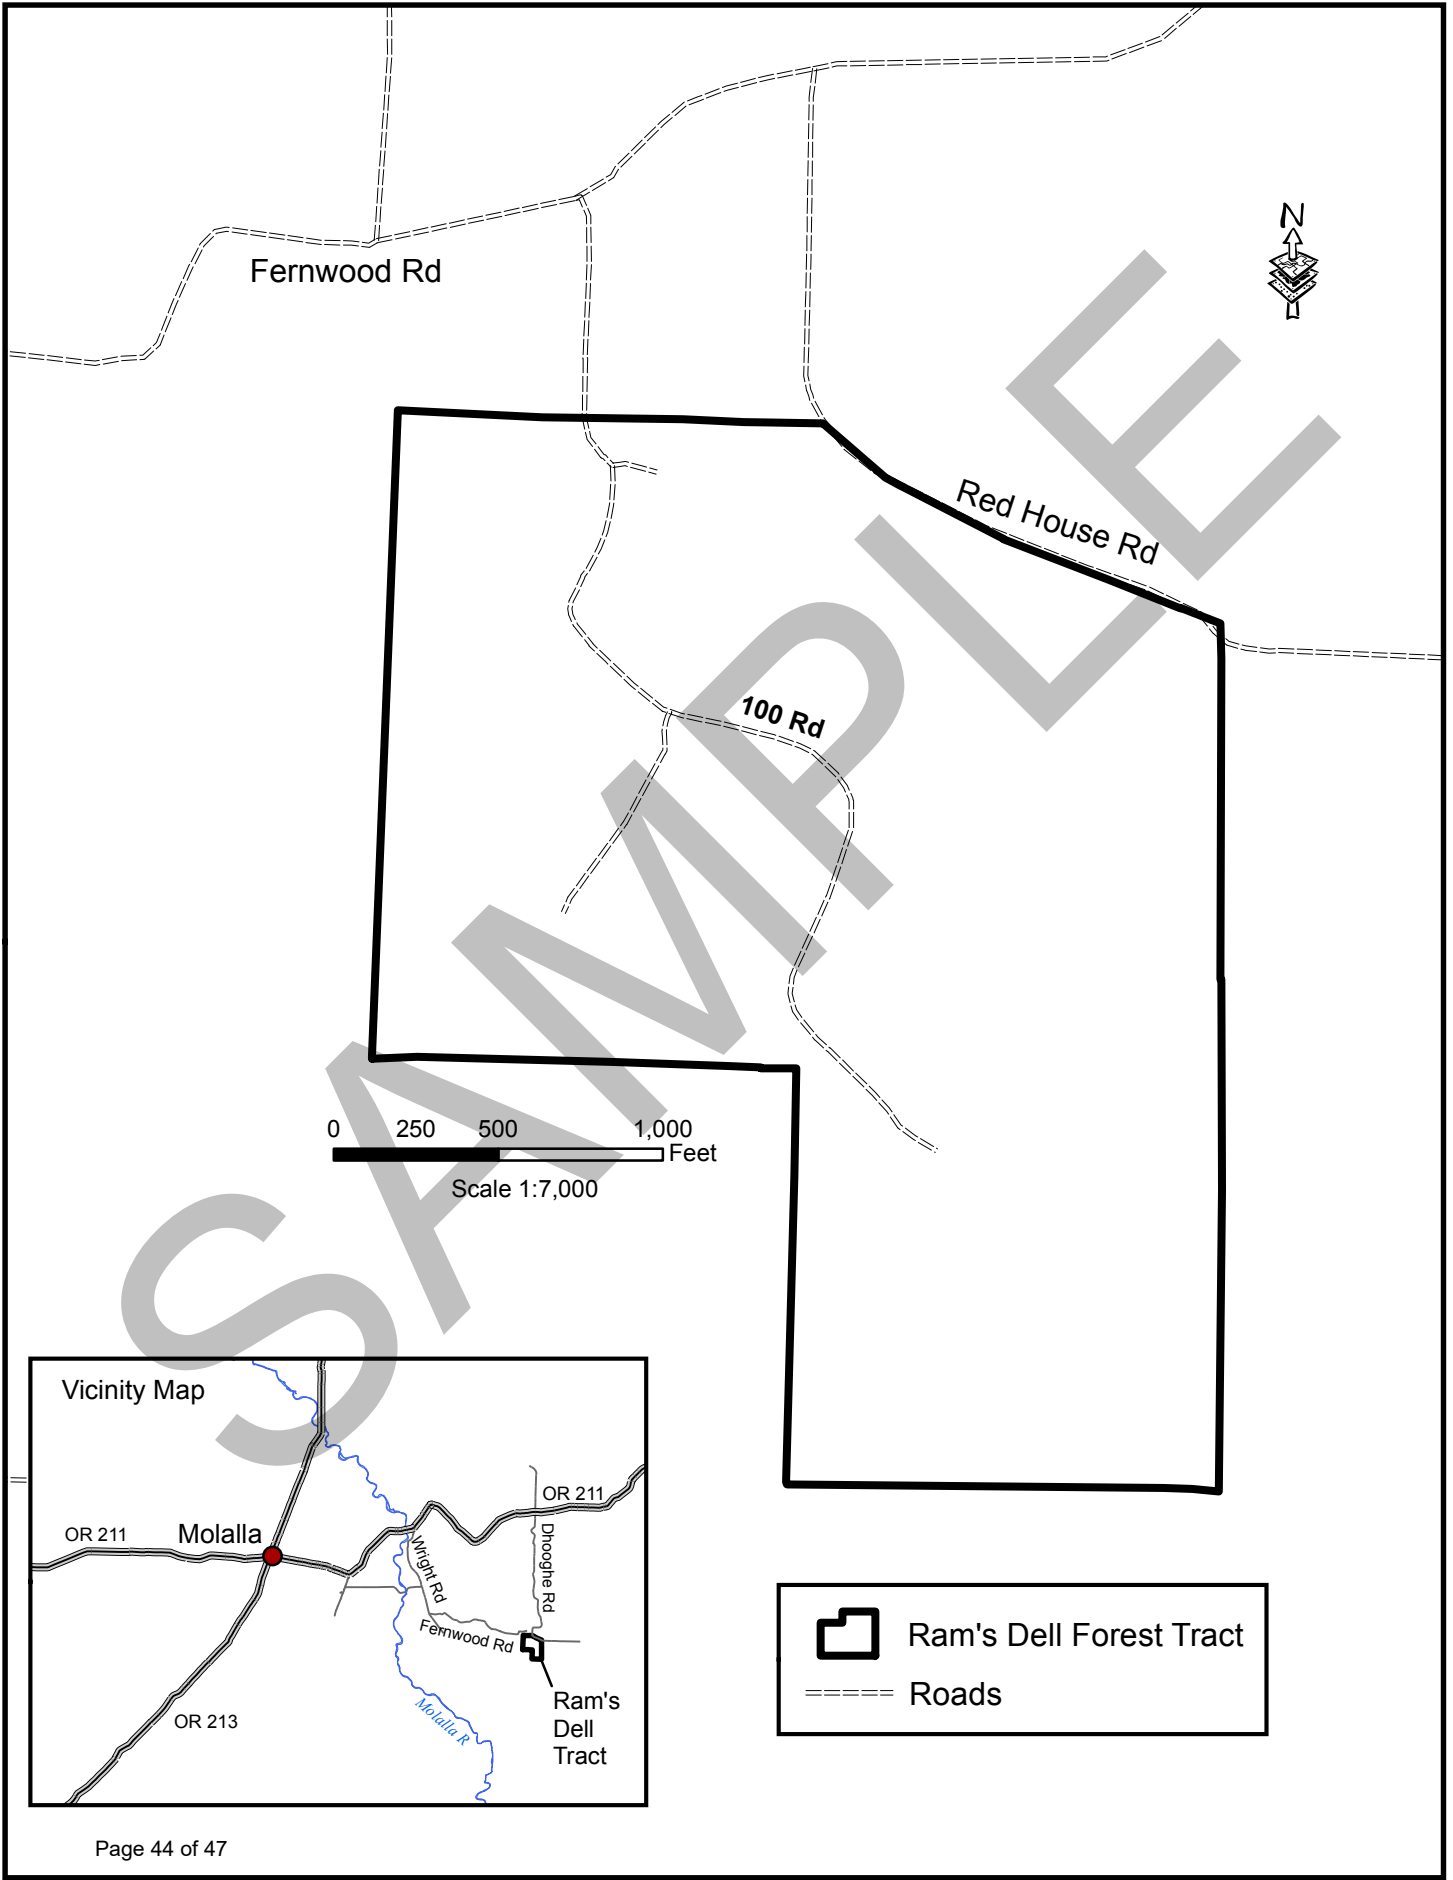 N
Fernwood Rd
Red House Rd
100 Rd
SAMPLE
0 250 500 1,000
Feet
Scale 1:7,000
Vicinity Map
OR 211
Molalla
OR 211
Wright Rd
Dhooghe Rd
Fernwood Rd
Molalla R
OR 213
Ram's
Dell
Tract
Ram's Dell Forest Tract
Roads
Page 44 of 47